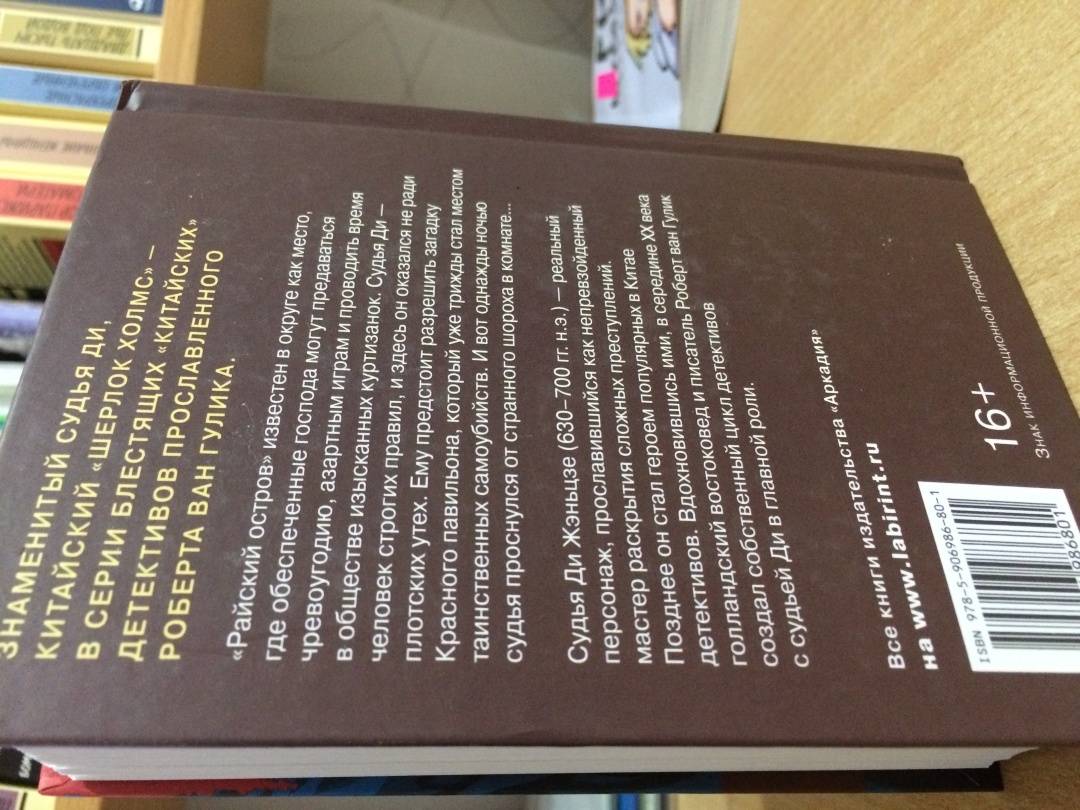 ЗНАМЕНИТЫЙ СУДЬЯ ДИ,
КИТАЙСКИЙ «ШЕРЛОК ХОЛМС» –
В СЕРИИ БЛЕСТЯЩИХ «КИТАЙСКИХ»
ДЕТЕКТИВОВ ПРОСЛАВЛЕННОГО
РОБЕРТА ВАН ГУЛИКА.
«Райский остров» известен в округе как место,
где обеспеченные господа могут предаваться
чревоугодию, азартным играм и проводить время
в обществе изысканных куртизанок. Судья Ди –
человек строгих правил, и здесь он оказался не ради
плотских утех. Ему предстоит разрешить загадку
Красного павильона, который уже трижды стал местом
таинственных самоубийств. И вот однажды ночью
судья проснулся от странного шороха в комнате...
Судья Ди Жэньцзе (630–700 гг. н.э.) – реальный
персонаж, прославившийся как непревзойденный
мастер раскрытия сложных преступлений.
Позднее он стал героем популярных в Китае
детективов. Вдохновившись ими, в середине XX века
голландский востоковед и писатель Роберт ван Гулик
создал собственный цикл детективов
с судьей Ди в главной роли.
Все книги издательства "Аркадия"
на www.labirint.ru
16+
ЗНАК ИНФОРМАЦИОННОЙ ПРОДУКЦИИ
ISBN 978-5-906986-80-1
986801